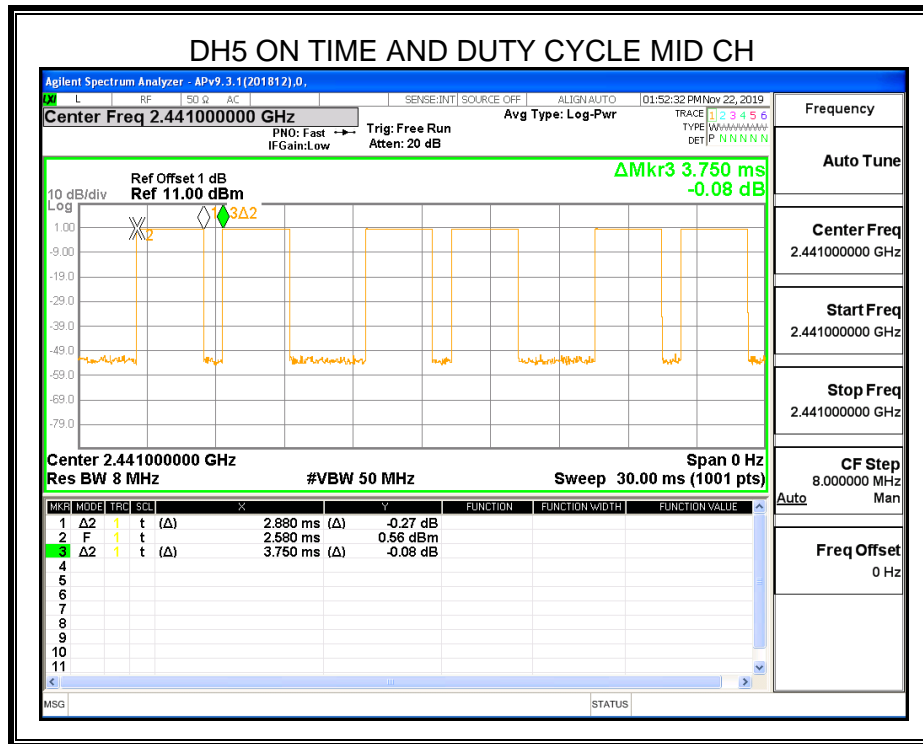 DH5 ON TIME AND DUTY CYCLE MID CH
Agilent Spectrum Analyzer - APv9.3.1(201812),0,
LXI L RF 50 Ω AC SENSE:INT SOURCE OFF ALIGN AUTO 01:52:32 PM Nov 22, 2019
Center Freq 2.441000000 GHz
Avg Type: Log-Pwr
TRACE 1 2 3 4 5 6
PNO: Fast
Trig: Free Run
TYPE WWWWWW
IFGain:Low
Atten: 20 dB
DET P N N N N N
ΔMkr3 3.750 ms
-0.08 dB
Ref Offset 1 dB
10 dB/div Ref 11.00 dBm
Log
1 3Δ2
2
1.00
-9.00
-19.0
-29.0
-39.0
-49.0
-59.0
-69.0
-79.0
Center 2.441000000 GHz Span 0 Hz
Res BW 8 MHz #VBW 50 MHz Sweep 30.00 ms (1001 pts)
MKR MODE TRC SCL X Y FUNCTION FUNCTION WIDTH FUNCTION VALUE
1 Δ2 1 t (Δ) 2.880 ms (Δ) -0.27 dB
2 F 1 t 2.580 ms 0.56 dBm
3 Δ2 1 t (Δ) 3.750 ms (Δ) -0.08 dB
4
5
6
7
8
9
10
11
MSG STATUS
Frequency
Auto Tune
Center Freq
2.441000000 GHz
Start Freq
2.441000000 GHz
Stop Freq
2.441000000 GHz
CF Step
8.000000 MHz
Auto Man
Freq Offset
0 Hz